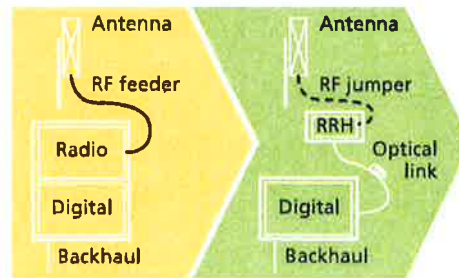 Antenna
RF feeder
Radio
Digital
Backhaul
Antenna
RF jumper
RRH
Optical
link
Digital
Backhaul